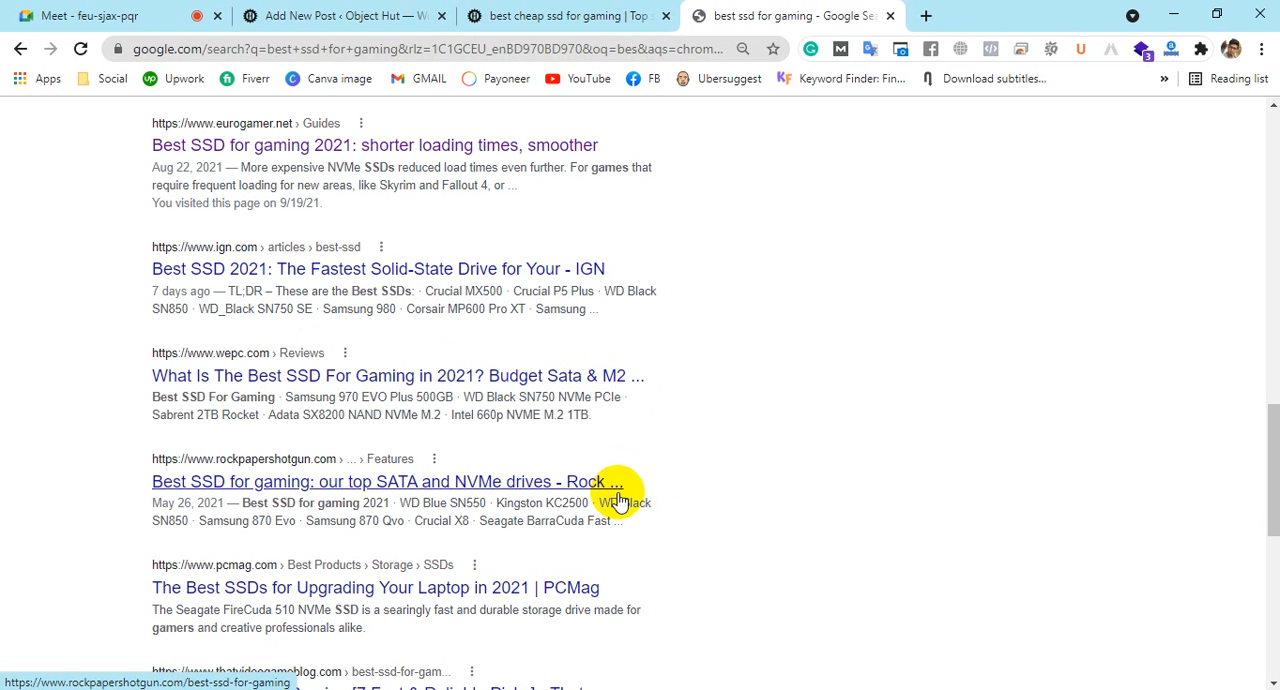 Meet - feu-sjax-pqr
Add New Post ‹ Object Hut — W
best cheap ssd for gaming | Top
best ssd for gaming - Google Se
google.com/search?q=best+ssd+for+gaming&rlz=1C1GCEU_enBD970BD970&oq=bes&aqs=chrom...
3
Apps Social Upwork Fiverr Canva image GMAIL Payoneer YouTube FB Ubersuggest Keyword Finder: Fin... Download subtitles... » Reading list
https://www.eurogamer.net › Guides
Best SSD for gaming 2021: shorter loading times, smoother
Aug 22, 2021 — More expensive NVMe SSDs reduced load times even further. For games that
require frequent loading for new areas, like Skyrim and Fallout 4, or ...
You visited this page on 9/19/21.
https://www.ign.com › articles › best-ssd
Best SSD 2021: The Fastest Solid-State Drive for Your - IGN
7 days ago — TL;DR – These are the Best SSDs: · Crucial MX500 · Crucial P5 Plus · WD Black
SN850 · WD_Black SN750 SE · Samsung 980 · Corsair MP600 Pro XT · Samsung ...
https://www.wepc.com › Reviews
What Is The Best SSD For Gaming in 2021? Budget Sata & M2 ...
Best SSD For Gaming · Samsung 970 EVO Plus 500GB · WD Black SN750 NVMe PCIe ·
Sabrent 2TB Rocket · Adata SX8200 NAND NVMe M.2 · Intel 660p NVME M.2 1TB.
https://www.rockpapershotgun.com › ... › Features
Best SSD for gaming: our top SATA and NVMe drives - Rock ...
May 26, 2021 — Best SSD for gaming 2021 · WD Blue SN550 · Kingston KC2500 · WD Black
SN850 · Samsung 870 Evo · Samsung 870 Qvo · Crucial X8 · Seagate BarraCuda Fast ...
https://www.pcmag.com › Best Products › Storage › SSDs
The Best SSDs for Upgrading Your Laptop in 2021 | PCMag
The Seagate FireCuda 510 NVMe SSD is a searingly fast and durable storage drive made for
gamers and creative professionals alike.
https://www.thatvideogameblog.com › best-ssd-for-gam...
https://www.rockpapershotgun.com/best-ssd-for-gaming